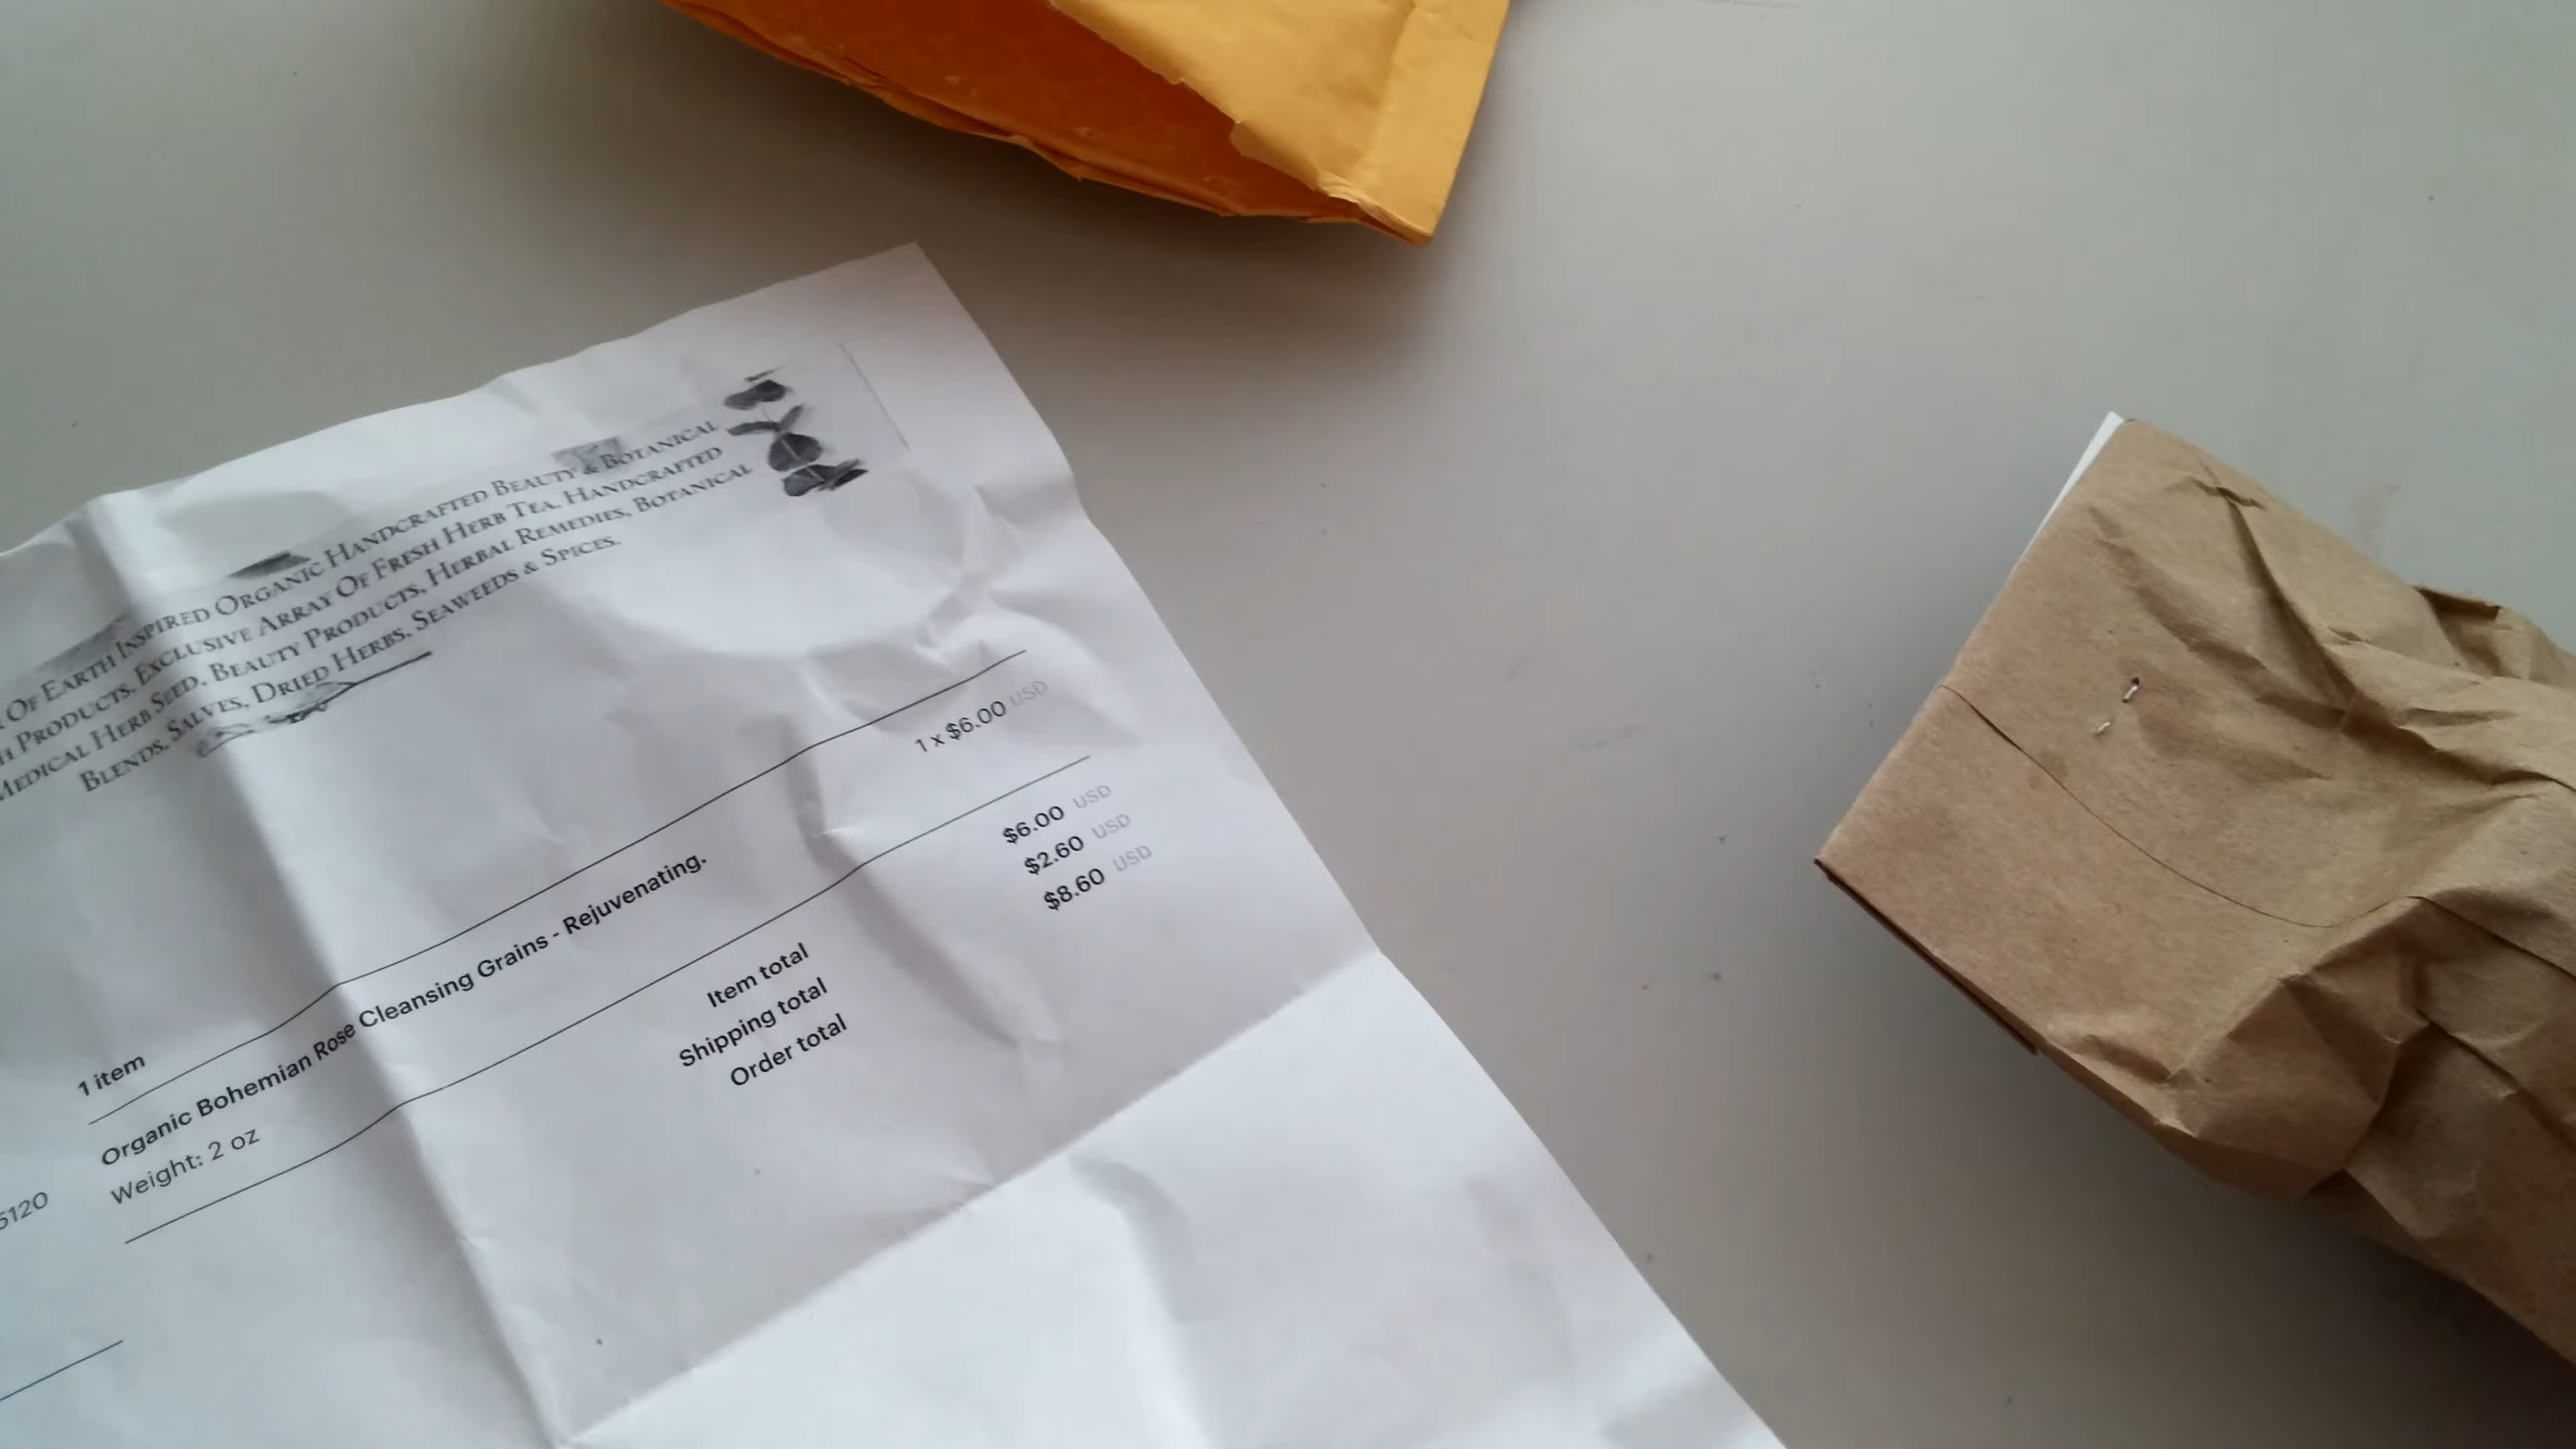 OF EARTH INSPIRED ORGANIC HANDCRAFTED BEAUTY & BOTANICAL
PRODUCTS, EXCLUSIVE ARRAY OF FRESH HERB TEA, HANDCRAFTED
MEDICAL HERB SEED, BEAUTY PRODUCTS, HERBAL REMEDIES, BOTANICAL
BLENDS, SALVES, DRIED HERBS, SEAWEEDS & SPICES.
1 item
Organic Bohemian Rose Cleansing Grains - Rejuvenating. 1 x $6.00 USD
Weight: 2 oz
Item total $6.00 USD
Shipping total $2.60 USD
Order total $8.60 USD